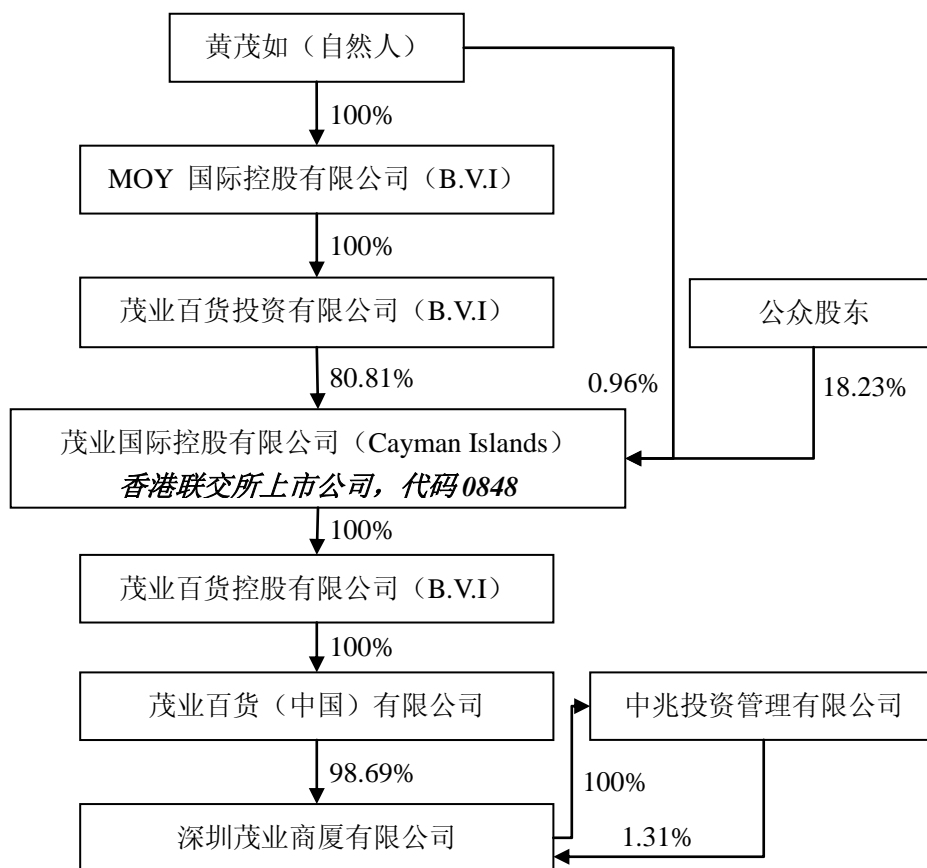 黄茂如（自然人）
100%
MOY 国际控股有限公司（B.V.I）
100%
茂业百货投资有限公司（B.V.I）
公众股东
80.81%
0.96%
18.23%
茂业国际控股有限公司（Cayman Islands）
香港联交所上市公司，代码 0848
100%
茂业百货控股有限公司（B.V.I）
100%
茂业百货（中国）有限公司
中兆投资管理有限公司
98.69%
100%
深圳茂业商厦有限公司
1.31%